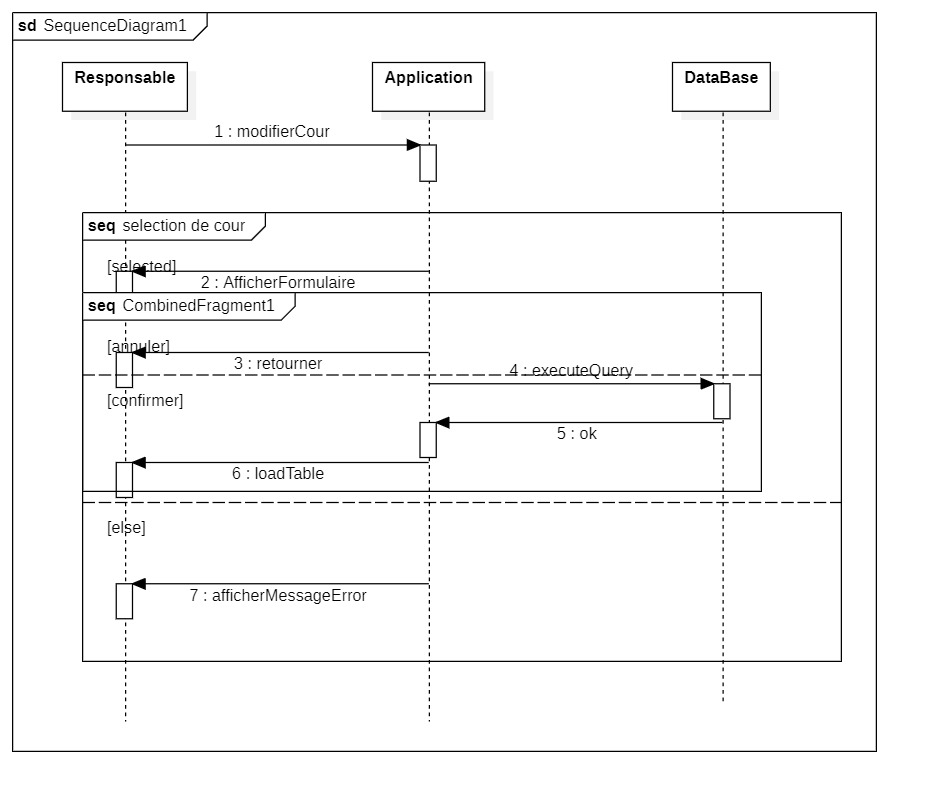 sd SequenceDiagram1
Responsable
Application
DataBase
1 : modifierCour
seq selection de cour
[selected]
2 : AfficherFormulaire
seq CombinedFragment1
[annuler]
3 : retourner
4 : executeQuery
[confirmer]
5 : ok
6 : loadTable
[else]
7 : afficherMessageError